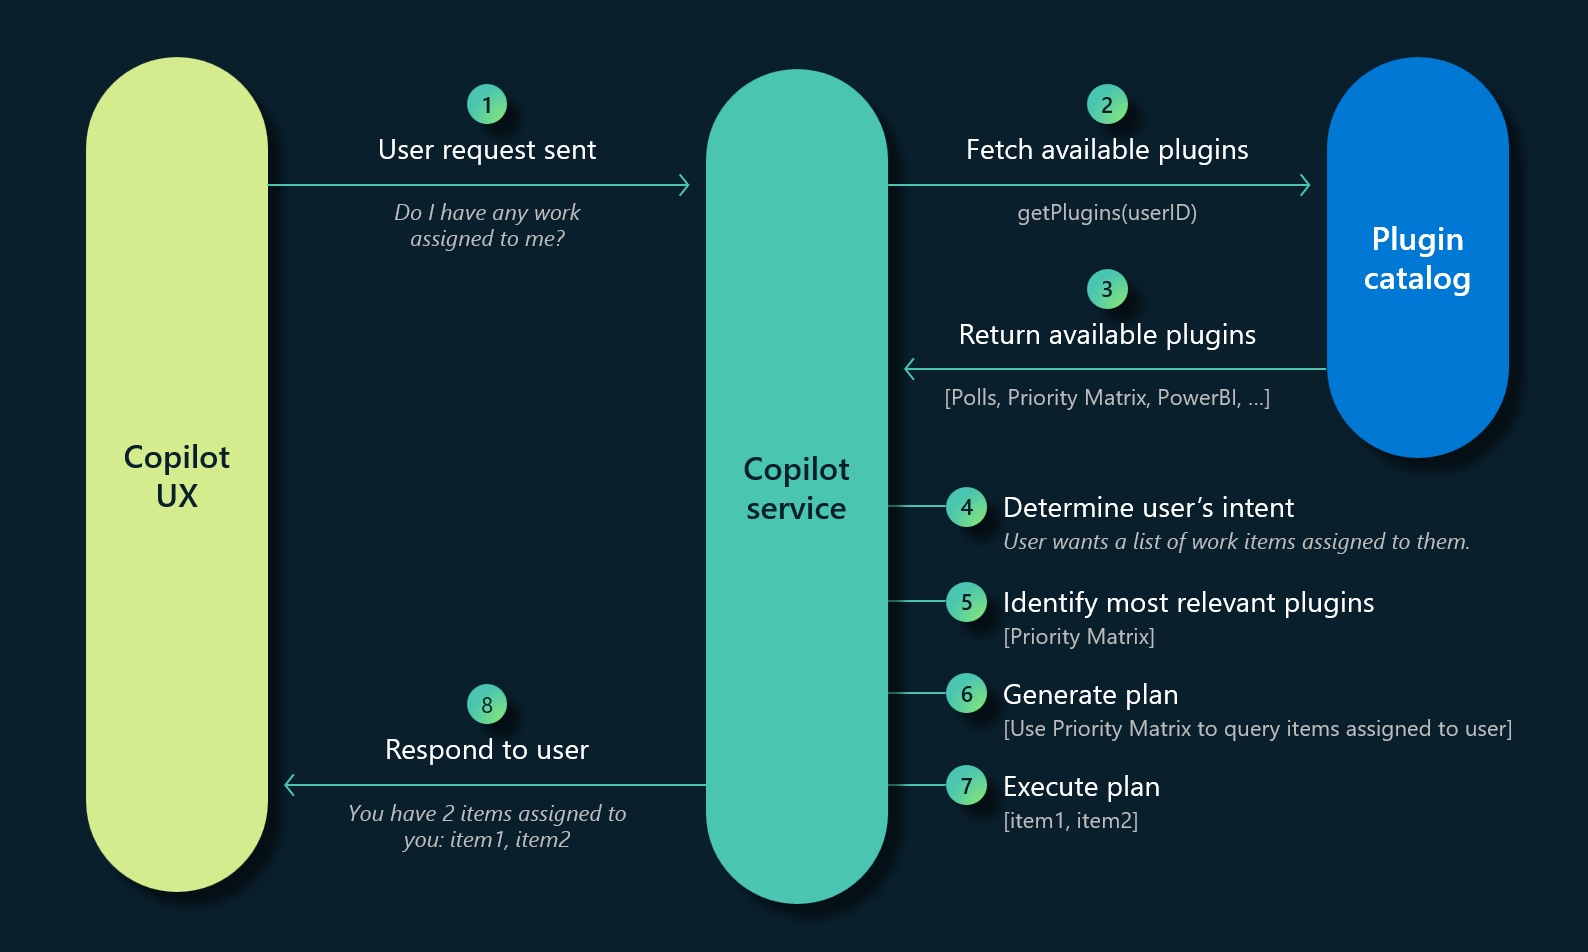 1
User request sent
Do I have any work
assigned to me?
2
Fetch available plugins
getPlugins(userID)
Plugin
catalog
3
Return available plugins
[Polls, Priority Matrix, PowerBI, ...]
Copilot
UX
Copilot
service
4
Determine user’s intent
User wants a list of work items assigned to them.
5
Identify most relevant plugins
[Priority Matrix]
6
Generate plan
[Use Priority Matrix to query items assigned to user]
7
Execute plan
[item1, item2]
8
Respond to user
You have 2 items assigned to
you: item1, item2